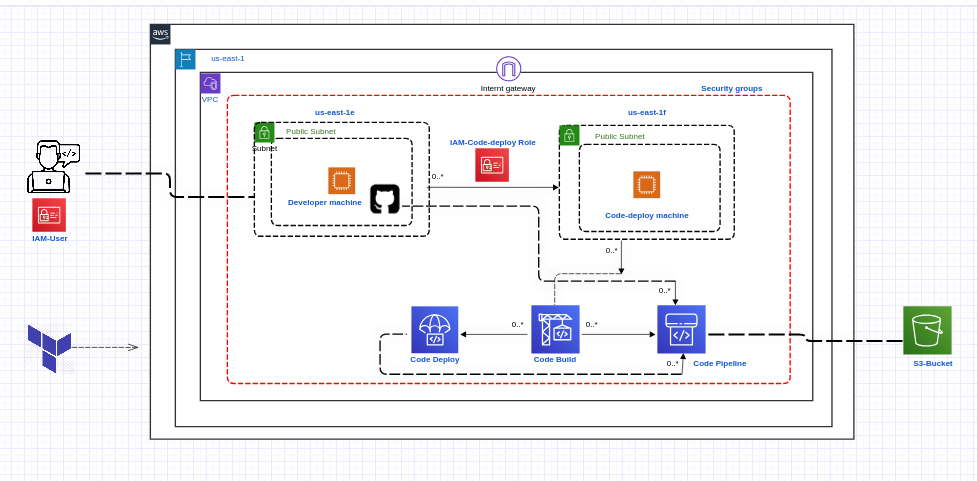 aws
us-east-1
VPC
Internt gateway
Security groups
us-east-1e
Public Subnet
Subnet
Developer machine
0..*
IAM-Code-deploy Role
us-east-1f
Public Subnet
Code-deploy machine
IAM-User
0..*
0..*
0..*
0..*
0..*
Code Deploy
Code Build
Code Pipeline
S3-Bucket